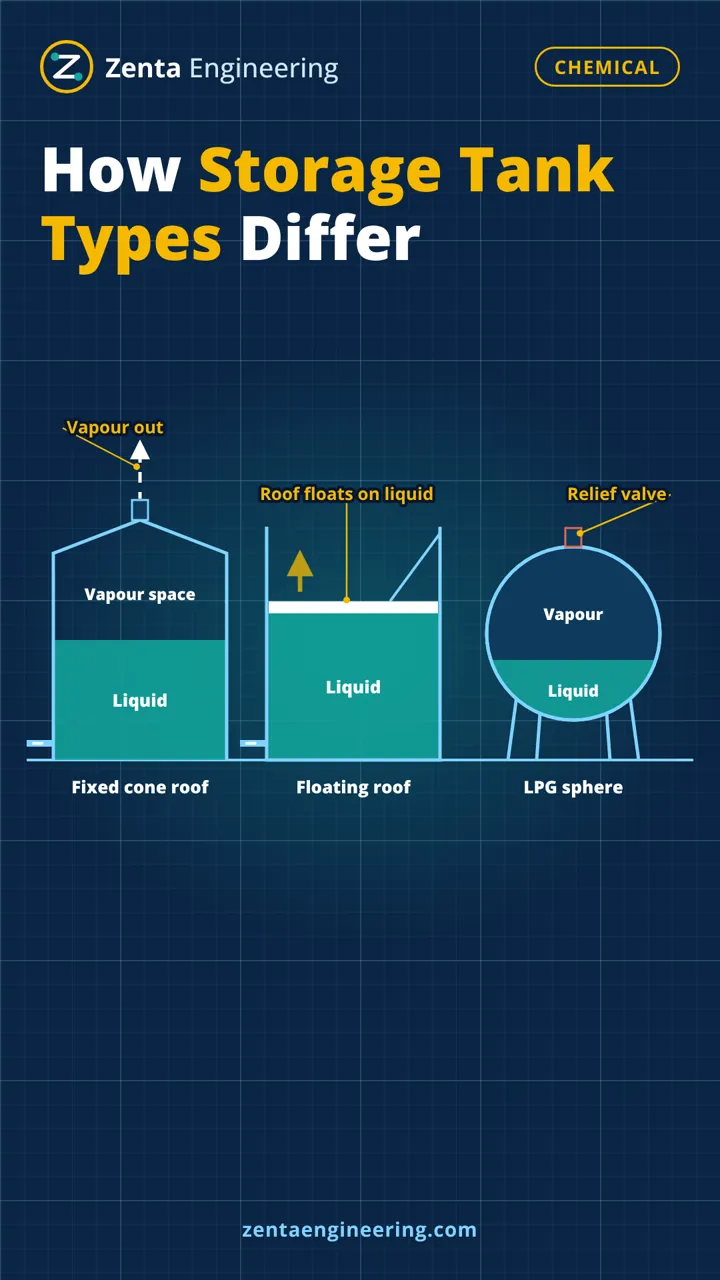 Zenta Engineering
CHEMICAL
How Storage Tank
Types Differ
Vapour out
Roof floats on liquid
Relief valve
Vapour space
Vapour
Liquid
Liquid
Liquid
Fixed cone roof
Floating roof
LPG sphere
zentaengineering.com